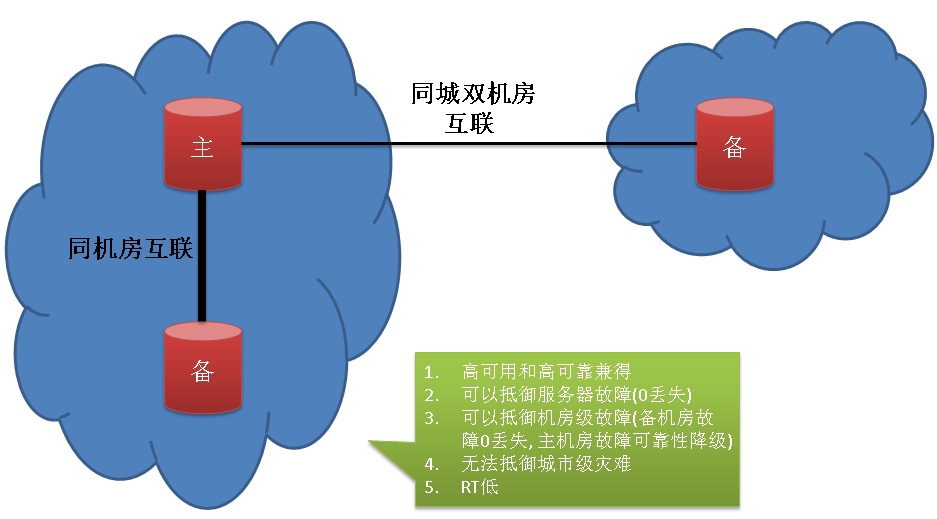 同城双机房
互联
主
备
同机房互联
备
1. 高可用和高可靠兼得
2. 可以抵御服务器故障(0丢失)
3. 可以抵御机房级故障(备机房故
障0丢失, 主机房故障可靠性降级)
4. 无法抵御城市级灾难
5. RT低